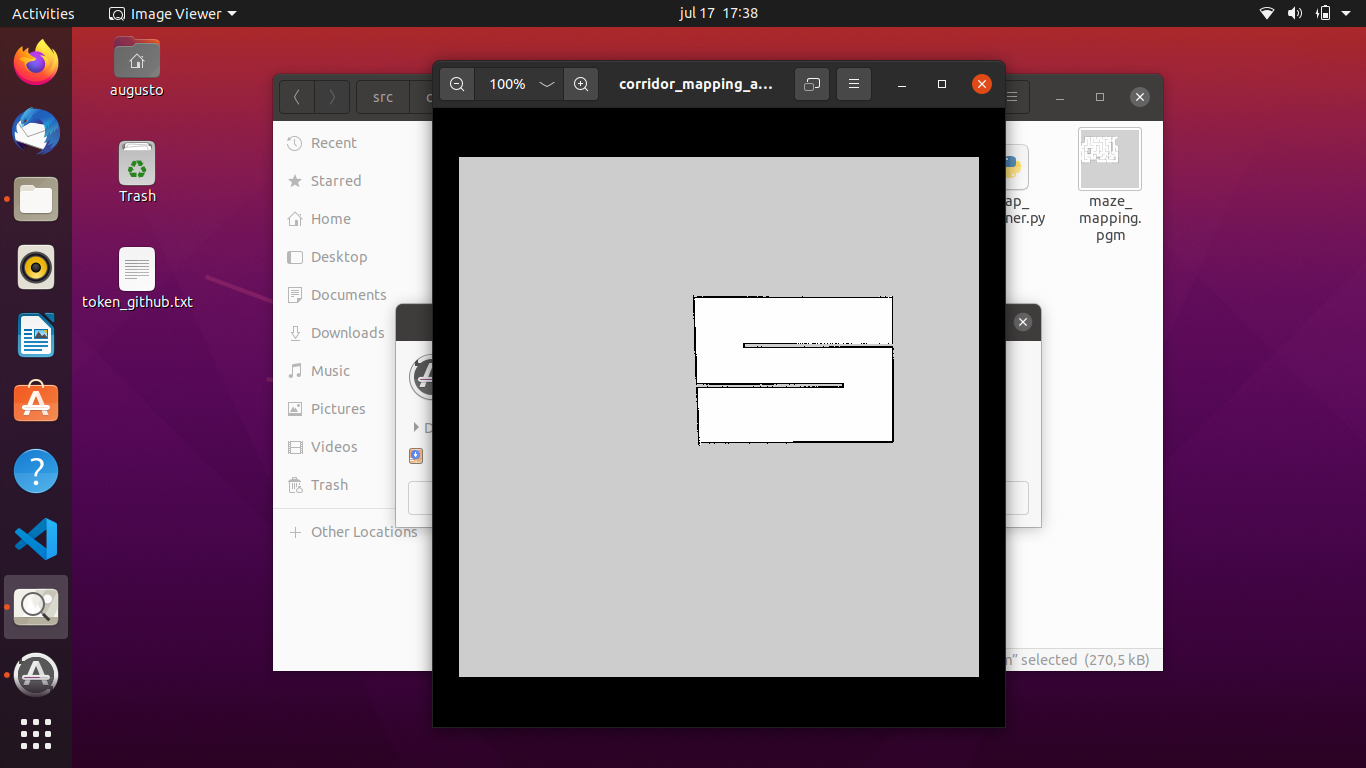 Activities
Image Viewer
jul 17 17:38
augusto
Trash
token_github.txt
100%
corridor_mapping_a...
src
Recent
Starred
Home
Desktop
Documents
Downloads
Music
Pictures
Videos
Trash
Other Locations
maze_
mapping.
pgm
ap_
ner.py
selected (270,5 kB)